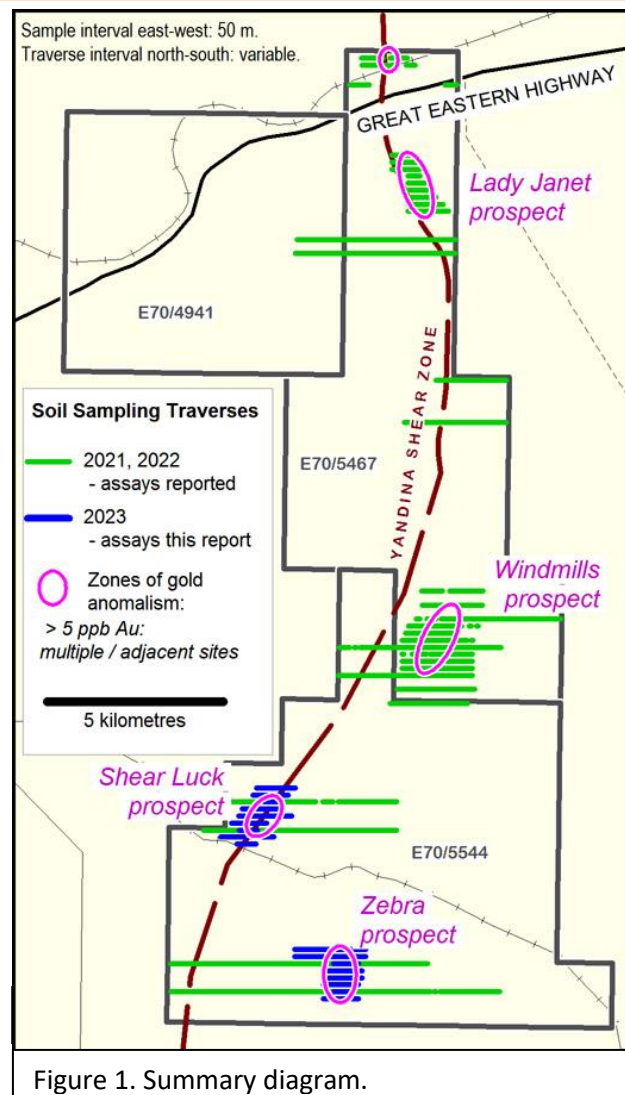 Sample interval east-west: 50 m.
Traverse interval north-south: variable.
GREAT EASTERN HIGHWAY
Lady Janet
prospect
E70/4941
YANDINA SHEAR ZONE
Soil Sampling Traverses
2021, 2022
- assays reported
2023
- assays this report
Zones of gold
anomalism:
> 5 ppb Au:
multiple / adjacent sites
5 kilometres
E70/5467
Windmills
prospect
Shear Luck
prospect
E70/5544
Zebra
prospect
Figure 1. Summary diagram.